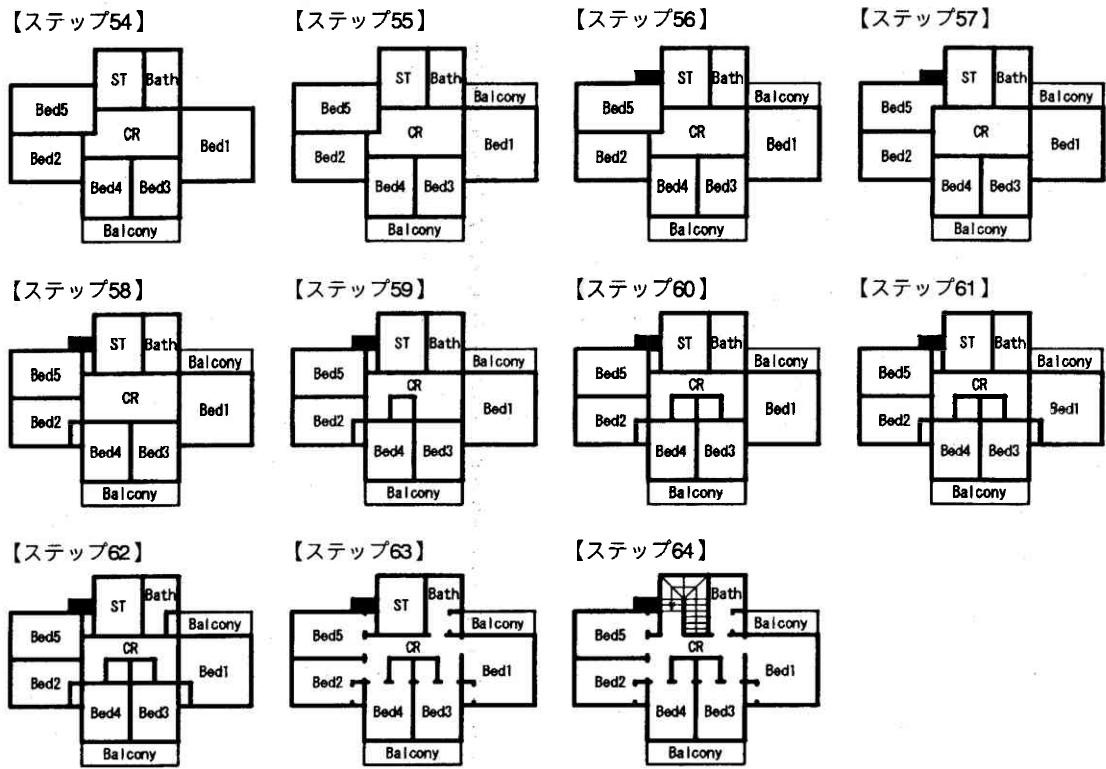 【ステップ54】 【ステップ55】 【ステップ56】 【ステップ57】
ST Bath ST Bath ST Bath ST Bath
Bed5 Bed5 Balcony Bed5 Balcony Bed5 Balcony
CR Bed1 CR Bed1 CR Bed1 CR Bed1
Bed2 Bed2 Bed2 Bed2
Bed4 Bed3 Bed4 Bed3 Bed4 Bed3 Bed4 Bed3
Balcony Balcony Balcony Balcony
【ステップ58】 【ステップ59】 【ステップ60】 【ステップ61】
ST Bath ST Bath ST Bath ST Bath
Balcony Balcony Balcony Balcony
Bed5 Bed5 Bed5 Bed5
CR CR CR CR
Bed2 Bed1 Bed2 Bed1 Bed2 Bed1 Bed2 Bed1
Bed4 Bed3 Bed4 Bed3 Bed4 Bed3 Bed4 Bed3
Balcony Balcony Balcony Balcony
【ステップ62】 【ステップ63】 【ステップ64】
ST Bath ST Bath Bath
Balcony Balcony Balcony
Bed5 Bed5 Bed5
CR CR CR
Bed2 Bed1 Bed2 Bed1 Bed2 Bed1
Bed4 Bed3 Bed4 Bed3 Bed4 Bed3
Balcony Balcony Balcony